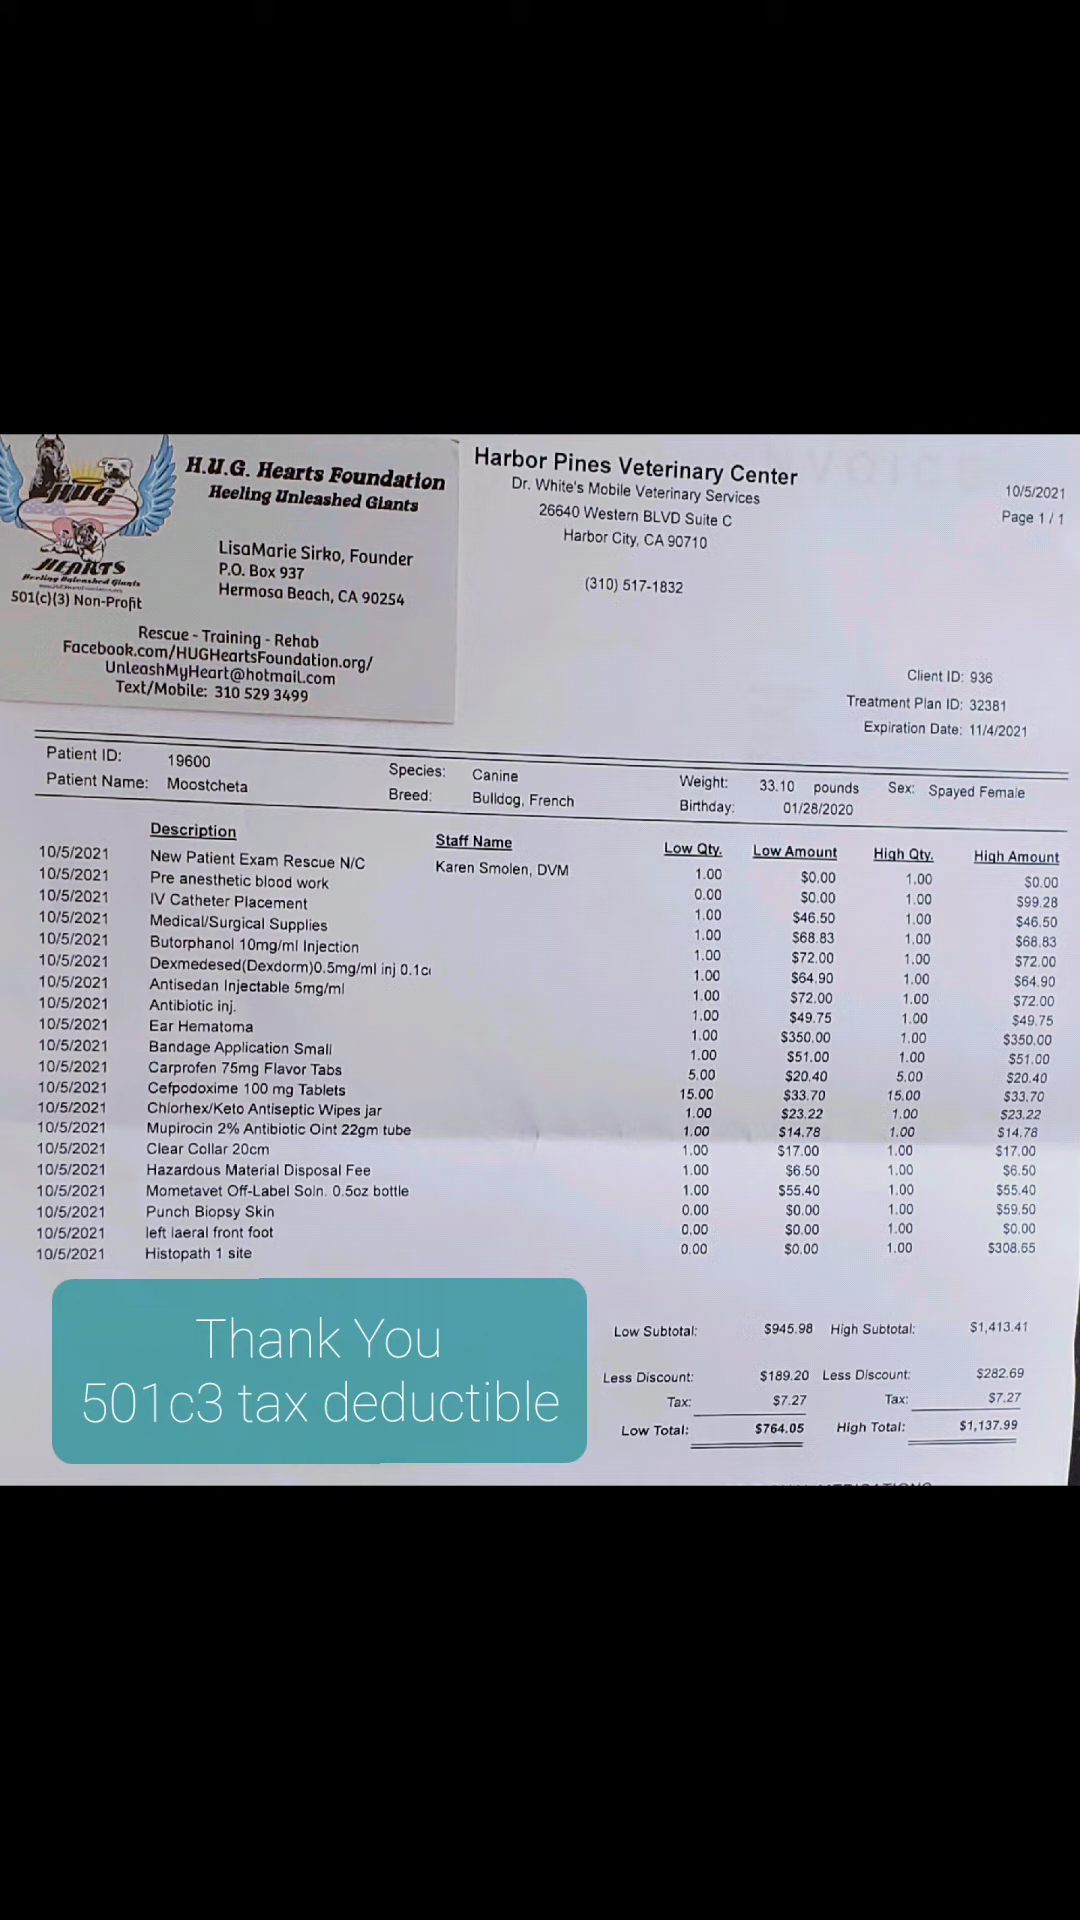 HUG
HEARTS
Heeling Unleashed Giants
501(c)(3) Non-Profit
H.U.G. Hearts Foundation
Heeling Unleashed Giants
LisaMarie Sirko, Founder
P.O. Box 937
Hermosa Beach, CA 90254
Rescue - Training - Rehab
Facebook.com/HUGHeartsFoundation.org/
UnleashMyHeart@hotmail.com
Text/Mobile: 310 529 3499
Harbor Pines Veterinary Center
Dr. White's Mobile Veterinary Services
26640 Western BLVD Suite C
Harbor City, CA 90710
(310) 517-1832
10/5/2021
Page 1 / 1
Client ID: 936
Treatment Plan ID: 32381
Expiration Date: 11/4/2021
Patient ID: 19600 Species: Canine Weight: 33.10 pounds Sex: Spayed Female
Patient Name: Moostcheta Breed: Bulldog, French Birthday: 01/28/2020
Description Staff Name Low Qty. Low Amount High Qty. High Amount
10/5/2021 New Patient Exam Rescue N/C Karen Smolen, DVM 1.00 $0.00 1.00 $0.00
10/5/2021 Pre anesthetic blood work 0.00 $0.00 1.00 $99.28
10/5/2021 IV Catheter Placement 1.00 $46.50 1.00 $46.50
10/5/2021 Medical/Surgical Supplies 1.00 $68.83 1.00 $68.83
10/5/2021 Butorphanol 10mg/ml Injection 1.00 $72.00 1.00 $72.00
10/5/2021 Dexmedesed(Dexdorm)0.5mg/ml inj 0.1c 1.00 $64.90 1.00 $64.90
10/5/2021 Antisedan Injectable 5mg/ml 1.00 $72.00 1.00 $72.00
10/5/2021 Antibiotic inj. 1.00 $49.75 1.00 $49.75
10/5/2021 Ear Hematoma 1.00 $350.00 1.00 $350.00
10/5/2021 Bandage Application Small 1.00 $51.00 1.00 $51.00
10/5/2021 Carprofen 75mg Flavor Tabs 5.00 $20.40 5.00 $20.40
10/5/2021 Cefpodoxime 100 mg Tablets 15.00 $33.70 15.00 $33.70
10/5/2021 Chlorhex/Keto Antiseptic Wipes jar 1.00 $23.22 1.00 $23.22
10/5/2021 Mupirocin 2% Antibiotic Oint 22gm tube 1.00 $14.78 1.00 $14.78
10/5/2021 Clear Collar 20cm 1.00 $17.00 1.00 $17.00
10/5/2021 Hazardous Material Disposal Fee 1.00 $6.50 1.00 $6.50
10/5/2021 Mometavet Off-Label Soln. 0.5oz bottle 1.00 $55.40 1.00 $55.40
10/5/2021 Punch Biopsy Skin 0.00 $0.00 1.00 $59.50
10/5/2021 left laeral front foot 0.00 $0.00 1.00 $0.00
10/5/2021 Histopath 1 site 0.00 $0.00 1.00 $308.65
Low Subtotal: $945.98 High Subtotal: $1,413.41
Less Discount: $189.20 Less Discount: $282.69
Tax: $7.27 Tax: $7.27
Low Total: $764.05 High Total: $1,137.99
Thank You
501c3 tax deductible